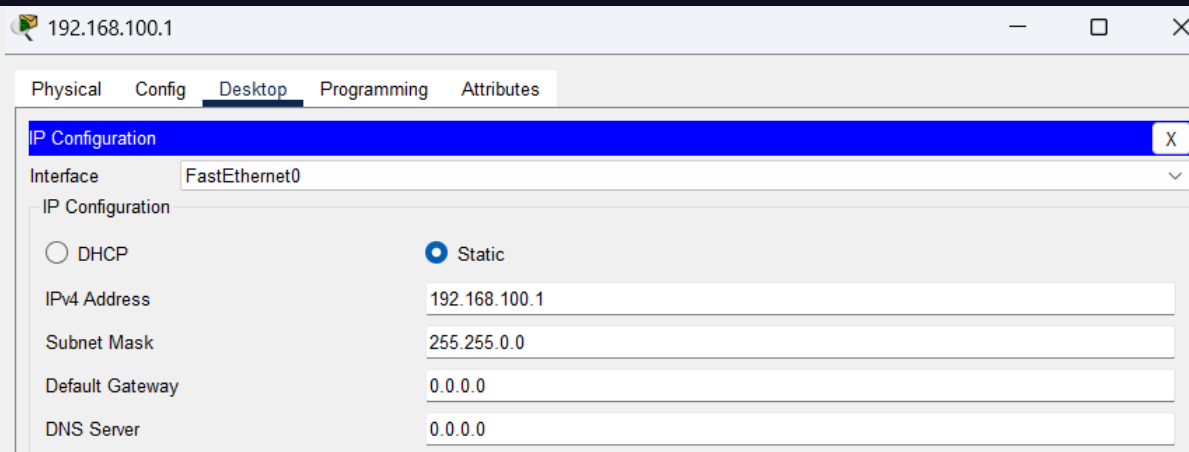 192.168.100.1
Physical Config Desktop Programming Attributes
IP Configuration X
Interface FastEthernet0
IP Configuration
DHCP Static
IPv4 Address 192.168.100.1
Subnet Mask 255.255.0.0
Default Gateway 0.0.0.0
DNS Server 0.0.0.0